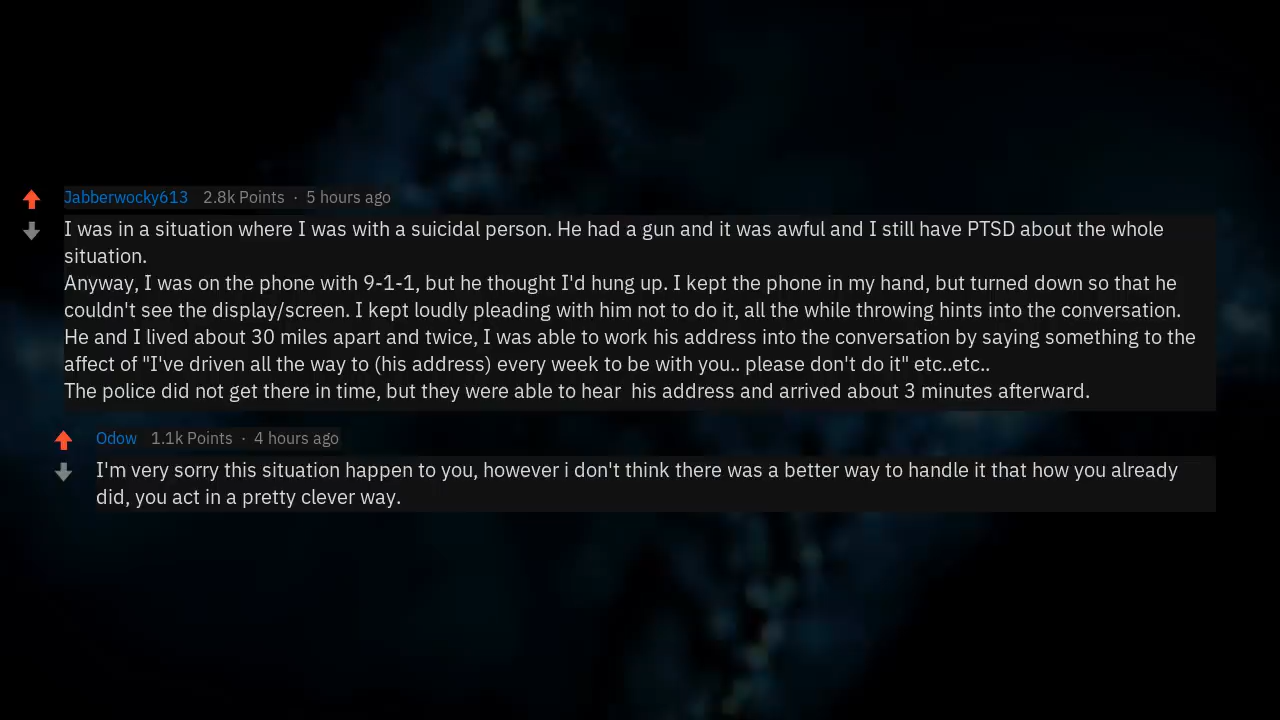 Jabberwocky613 2.8k Points · 5 hours ago
I was in a situation where I was with a suicidal person. He had a gun and it was awful and I still have PTSD about the whole
situation.
Anyway, I was on the phone with 9-1-1, but he thought I'd hung up. I kept the phone in my hand, but turned down so that he
couldn't see the display/screen. I kept loudly pleading with him not to do it, all the while throwing hints into the conversation.
He and I lived about 30 miles apart and twice, I was able to work his address into the conversation by saying something to the
affect of "I've driven all the way to (his address) every week to be with you.. please don't do it" etc..etc..
The police did not get there in time, but they were able to hear  his address and arrived about 3 minutes afterward.
Odow 1.1k Points · 4 hours ago
I'm very sorry this situation happen to you, however i don't think there was a better way to handle it that how you already
did, you act in a pretty clever way.